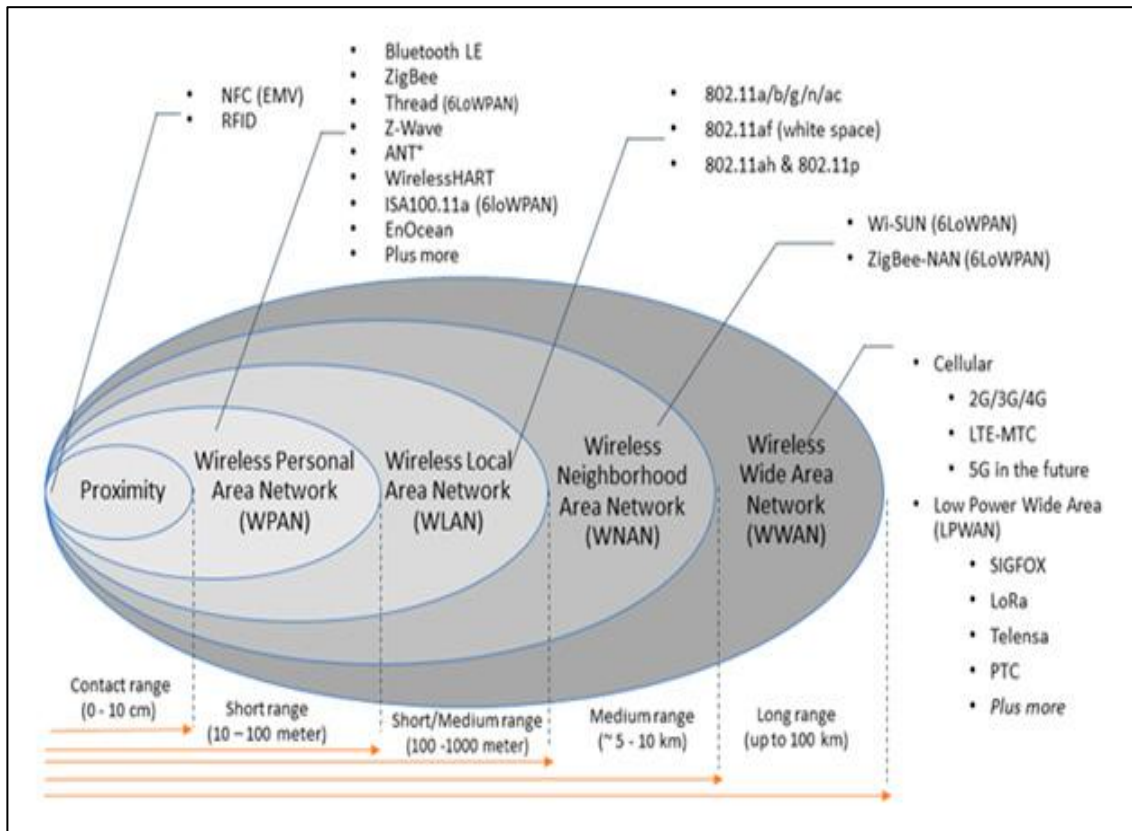 • NFC (EMV)
• RFID
• Bluetooth LE
• ZigBee
• Thread (6LoWPAN)
• Z-Wave
• ANT⁺
• WirelessHART
• ISA100.11a (6loWPAN)
• EnOcean
• Plus more
• 802.11a/b/g/n/ac
• 802.11af (white space)
• 802.11ah & 802.11p
• Wi-SUN (6LoWPAN)
• ZigBee-NAN (6LoWPAN)
• Cellular
• 2G/3G/4G
• LTE-MTC
• 5G in the future
• Low Power Wide Area
(LPWAN)
• SIGFOX
• LoRa
• Telensa
• PTC
• Plus more
Proximity
Wireless Personal
Area Network
(WPAN)
Wireless Local
Area Network
(WLAN)
Wireless
Neighborhood
Area Network
(WNAN)
Wireless
Wide Area
Network
(WWAN)
Contact range
(0 - 10 cm)
Short range
(10 – 100 meter)
Short/Medium range
(100 -1000 meter)
Medium range
(~ 5 - 10 km)
Long range
(up to 100 km)